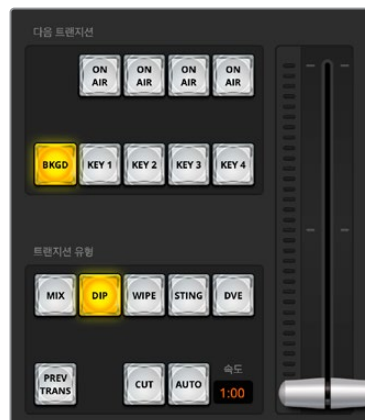 다음 트랜지션
ON AIR ON AIR ON AIR ON AIR
BKGD KEY 1 KEY 2 KEY 3 KEY 4
트랜지션 유형
MIX DIP WIPE STING DVE
속도
PREV TRANS CUT AUTO 1:00